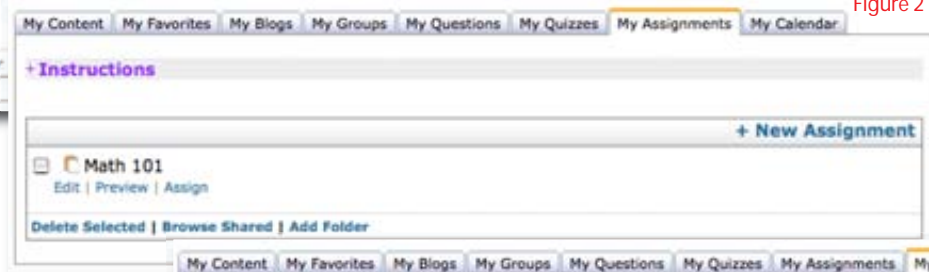 Figure 2
My Content My Favorites My Blogs My Groups My Questions My Quizzes My Assignments My Calendar
+ Instructions
+ New Assignment
Math 101
Edit | Preview | Assign
Delete Selected | Browse Shared | Add Folder
My Content My Favorites My Blogs My Groups My Questions My Quizzes My Assignments My